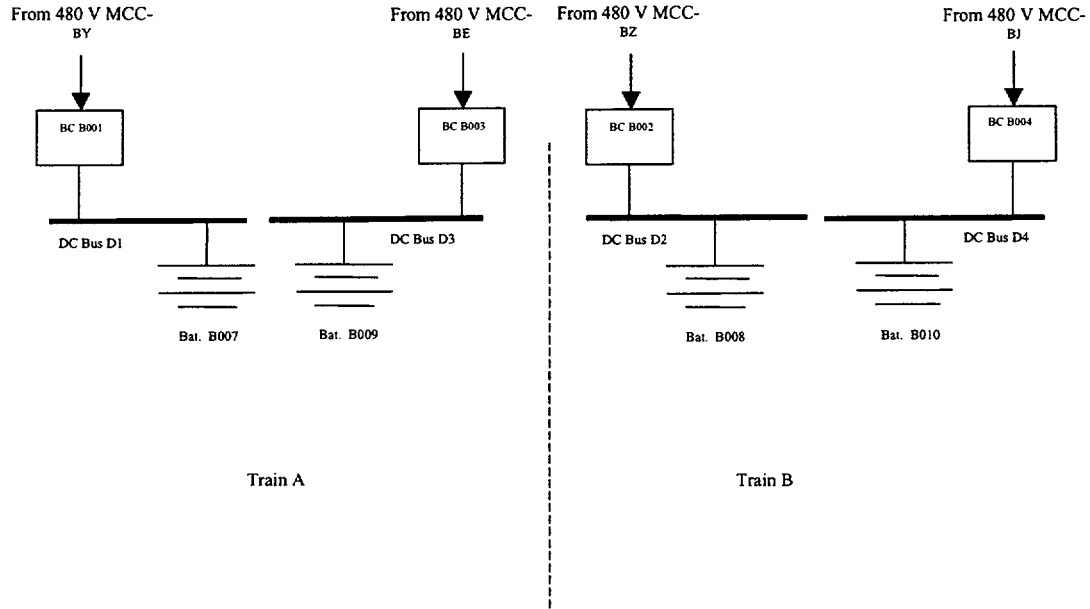 From 480 V MCC-
BY
From 480 V MCC-
BE
From 480 V MCC-
BZ
From 480 V MCC-
BJ
BC B001
BC B003
BC B002
BC B004
DC Bus D1
DC Bus D3
DC Bus D2
DC Bus D4
Bat. B007
Bat. B009
Bat. B008
Bat. B010
Train A
Train B